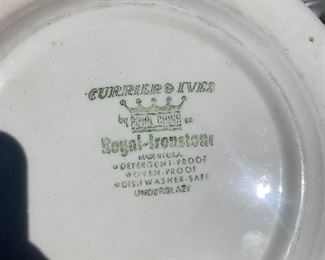 CURRIER & IVES
by ROYAL CHINA CO.
Royal-Ironstone
MADE IN U.S.A.
• DETERGENT-PROOF
• OVEN-PROOF
• DISHWASHER-SAFE
UNDERGLAZE